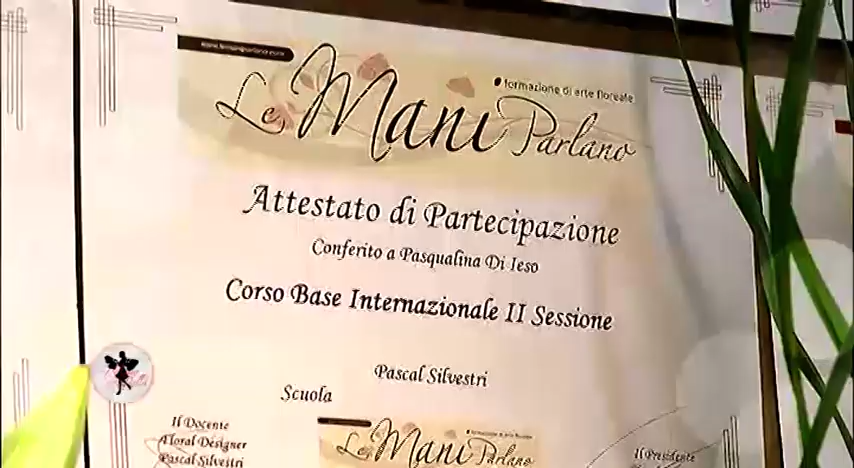 formazione di arte floreale
Le Mani Parlano
Attestato di Partecipazione
Conferito a Pasqualina Di Ieso
Corso Base Internazionale II Sessione
Pascal Silvestri
Scuola
Il Docente
Floral Designer
Pascal Silvestri
Le Mani Parlano
Il Presidente